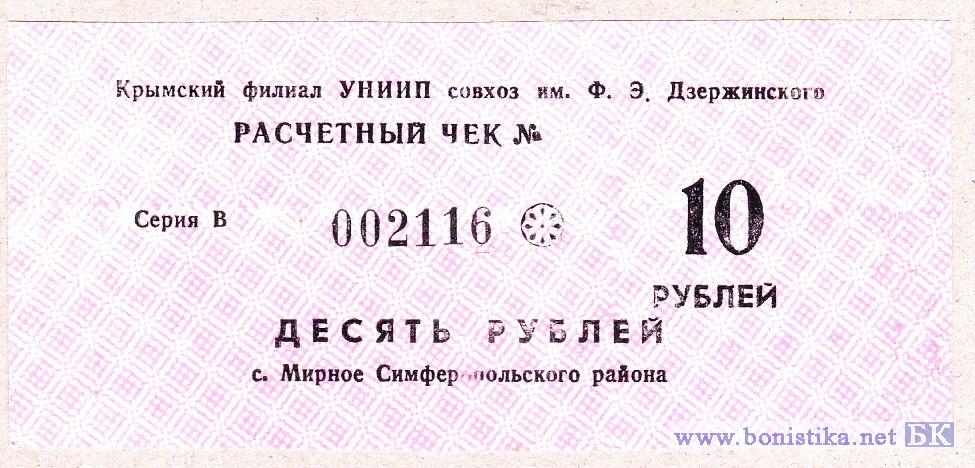 Крымский филиал УНИИП совхоз им. Ф. Э. Дзержинского
РАСЧЕТНЫЙ ЧЕК №
Серия В 002116 10
РУБЛЕЙ
ДЕСЯТЬ РУБЛЕЙ
с. Мирное Симферопольского района
www.bonistika.net БК